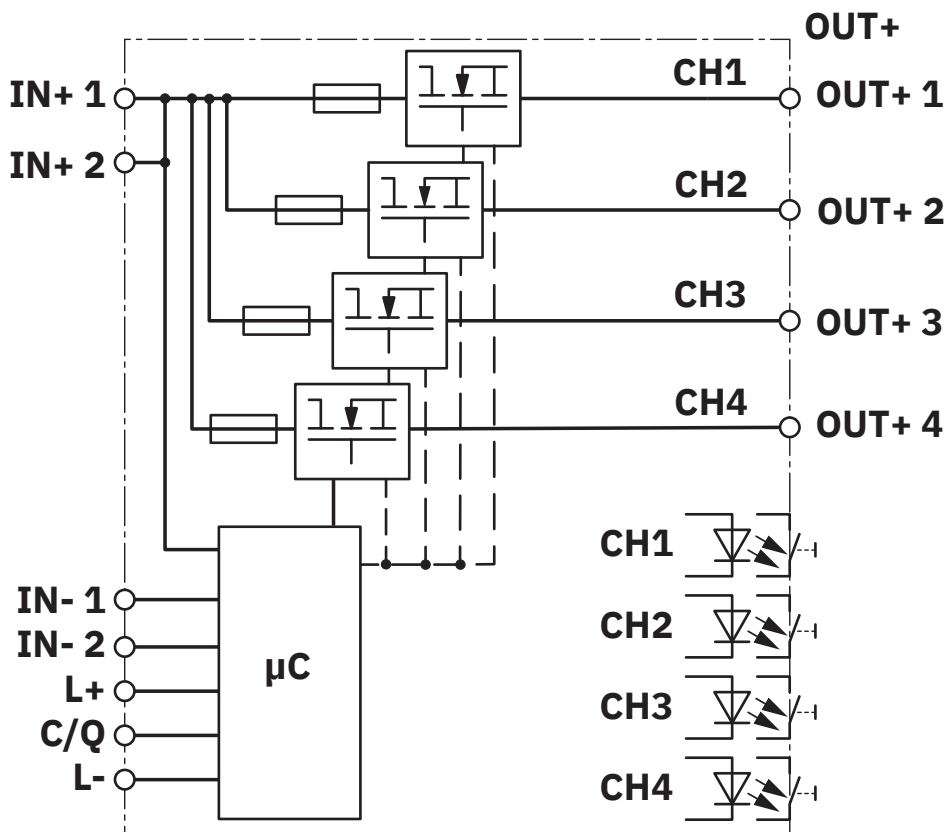 OUT+
IN+ 1
CH1
OUT+ 1
IN+ 2
CH2
OUT+ 2
CH3
OUT+ 3
CH4
OUT+ 4
CH1
IN- 1
CH2
IN- 2
µC
L+
CH3
C/Q
L-
CH4